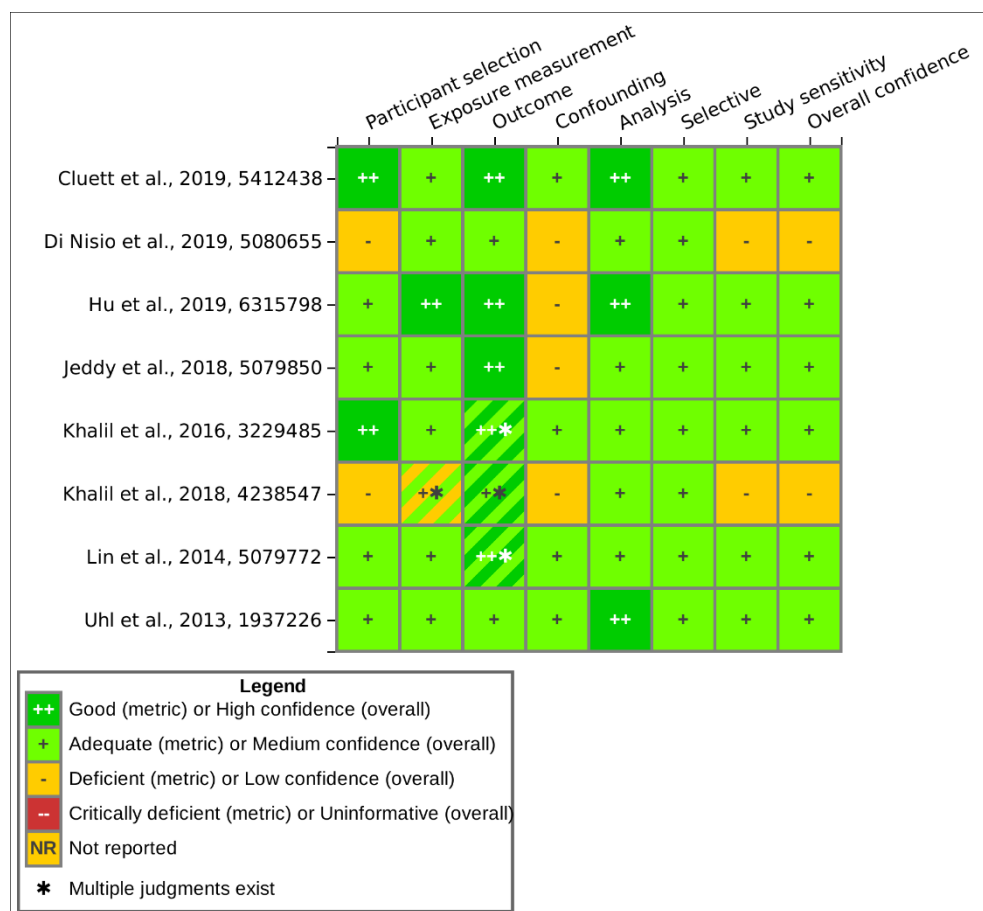 Participant selection
Exposure measurement
Outcome
Confounding
Analysis
Selective
Study sensitivity
Overall confidence
Cluett et al., 2019, 5412438 ++ + ++ + ++ + + +
Di Nisio et al., 2019, 5080655 - + + - + + - -
Hu et al., 2019, 6315798 + ++ ++ - ++ + + +
Jeddy et al., 2018, 5079850 + + ++ - + + + +
Khalil et al., 2016, 3229485 ++ + ++* + + + + +
Khalil et al., 2018, 4238547 - +* +* - + + - -
Lin et al., 2014, 5079772 + + ++* + + + + +
Uhl et al., 2013, 1937226 + + + + ++ + + +
Legend
++ Good (metric) or High confidence (overall)
+ Adequate (metric) or Medium confidence (overall)
- Deficient (metric) or Low confidence (overall)
-- Critically deficient (metric) or Uninformative (overall)
NR Not reported
* Multiple judgments exist